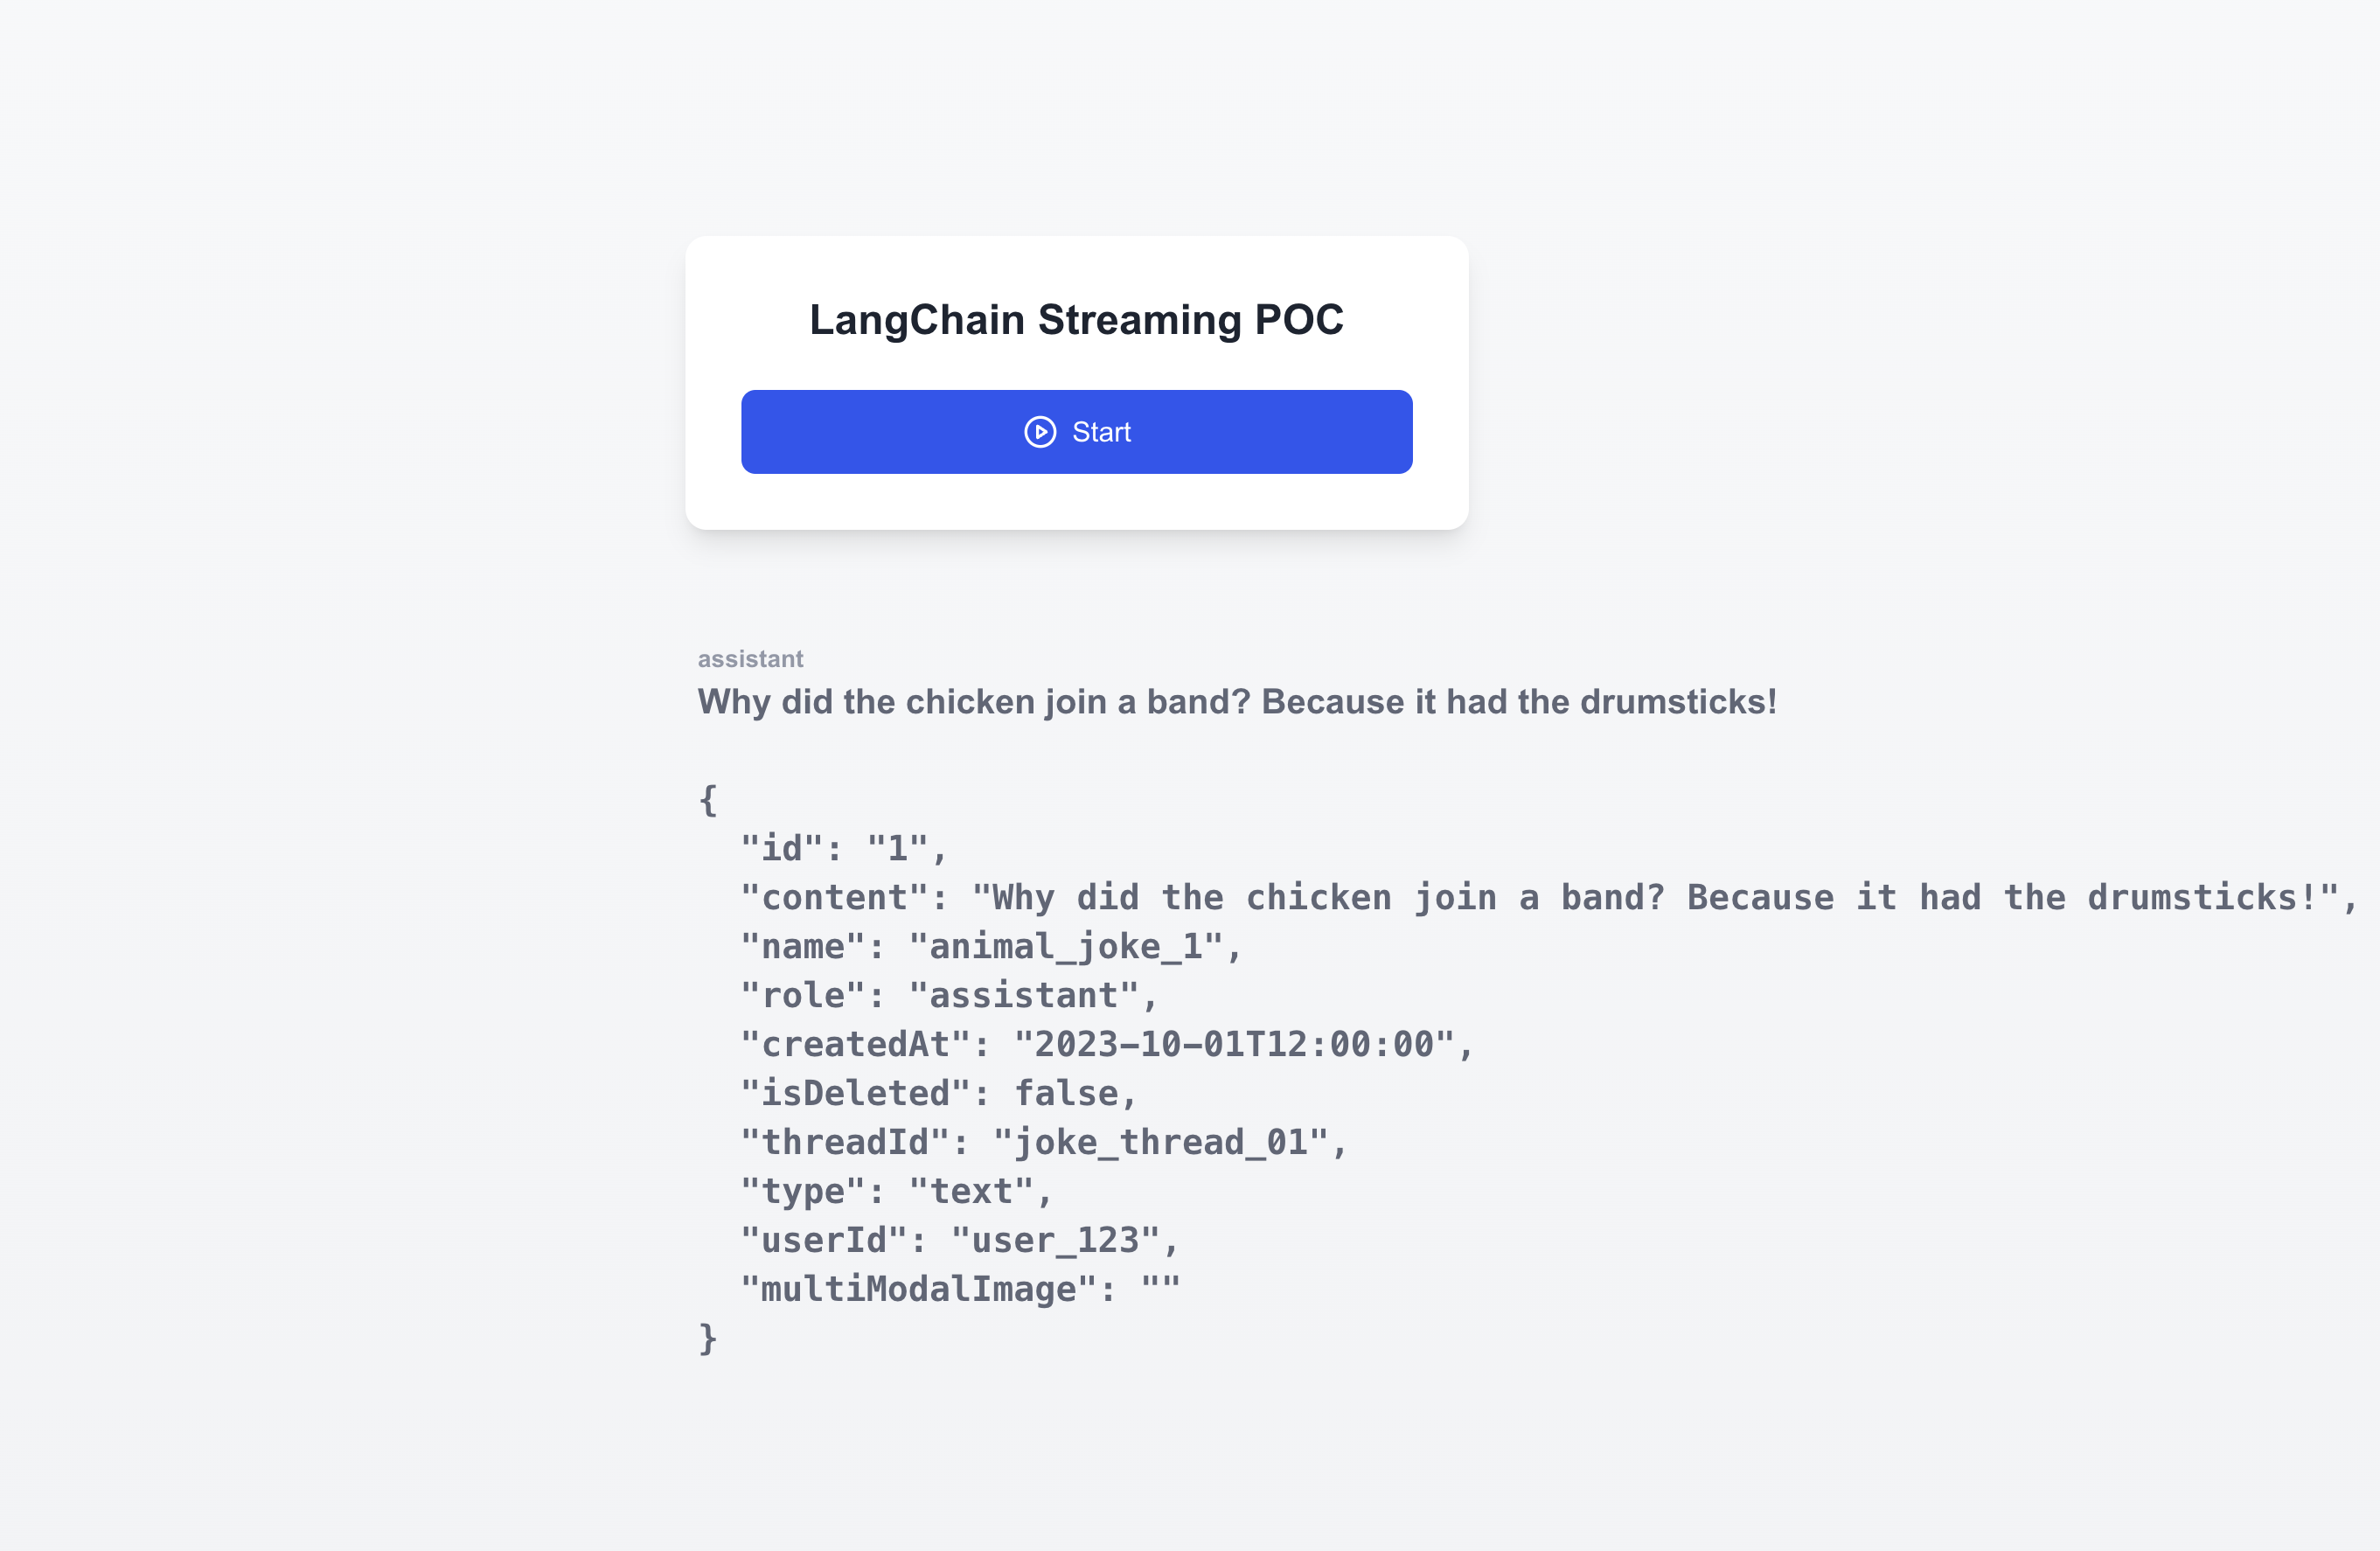 LangChain Streaming POC
Start
assistant
Why did the chicken join a band? Because it had the drumsticks!
{
  "id": "1",
  "content": "Why did the chicken join a band? Because it had the drumsticks!",
  "name": "animal_joke_1",
  "role": "assistant",
  "createdAt": "2023-10-01T12:00:00",
  "isDeleted": false,
  "threadId": "joke_thread_01",
  "type": "text",
  "userId": "user_123",
  "multiModalImage": ""
}